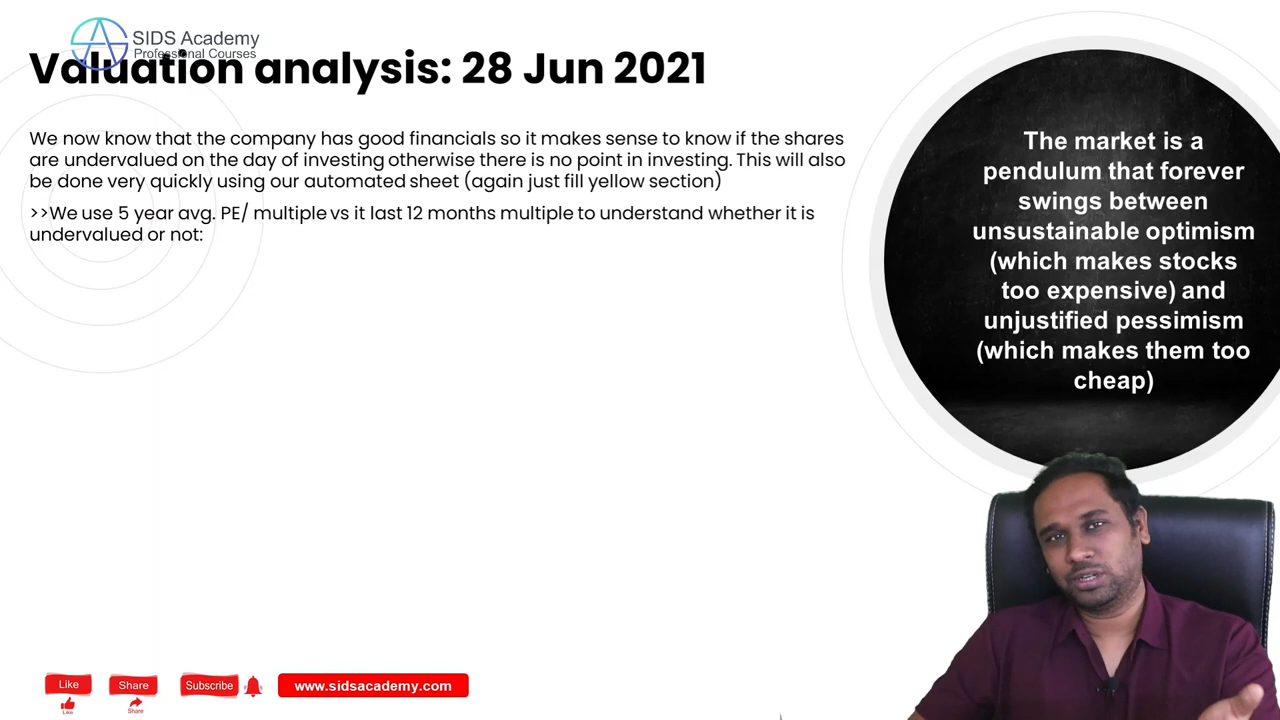 SIDS Academy
Professional Courses
Valuation analysis: 28 Jun 2021
We now know that the company has good financials so it makes sense to know if the shares
are undervalued on the day of investing otherwise there is no point in investing. This will also
be done very quickly using our automated sheet (again just fill yellow section)
>>We use 5 year avg. PE/ multiple vs it last 12 months multiple to understand whether it is
undervalued or not:
The market is a
pendulum that forever
swings between
unsustainable optimism
(which makes stocks
too expensive) and
unjustified pessimism
(which makes them too
cheap)
Like
Share
Subscribe
www.sidsacademy.com
Like
Share